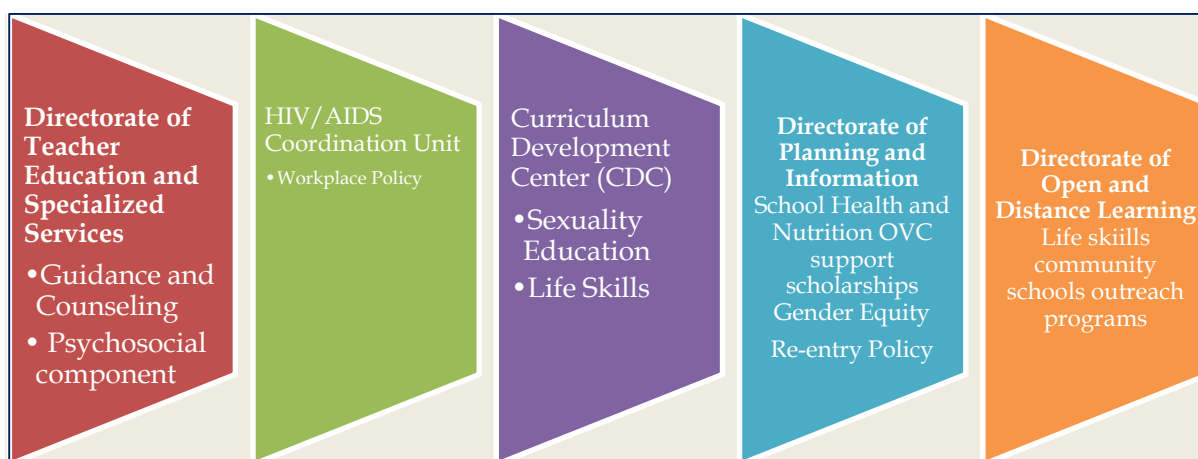 Directorate of
Teacher
Education and
Specialized
Services
•Guidance and
Counseling
• Psychosocial
component
HIV/AIDS
Coordination Unit
•Workplace Policy
Curriculum
Development
Center (CDC)
•Sexuality
Education
•Life Skills
Directorate of
Planning and
Information
School Health and
Nutrition OVC
support
scholarships
Gender Equity
Re-entry Policy
Directorate of
Open and
Distance Learning
Life skiills
community
schools outreach
programs